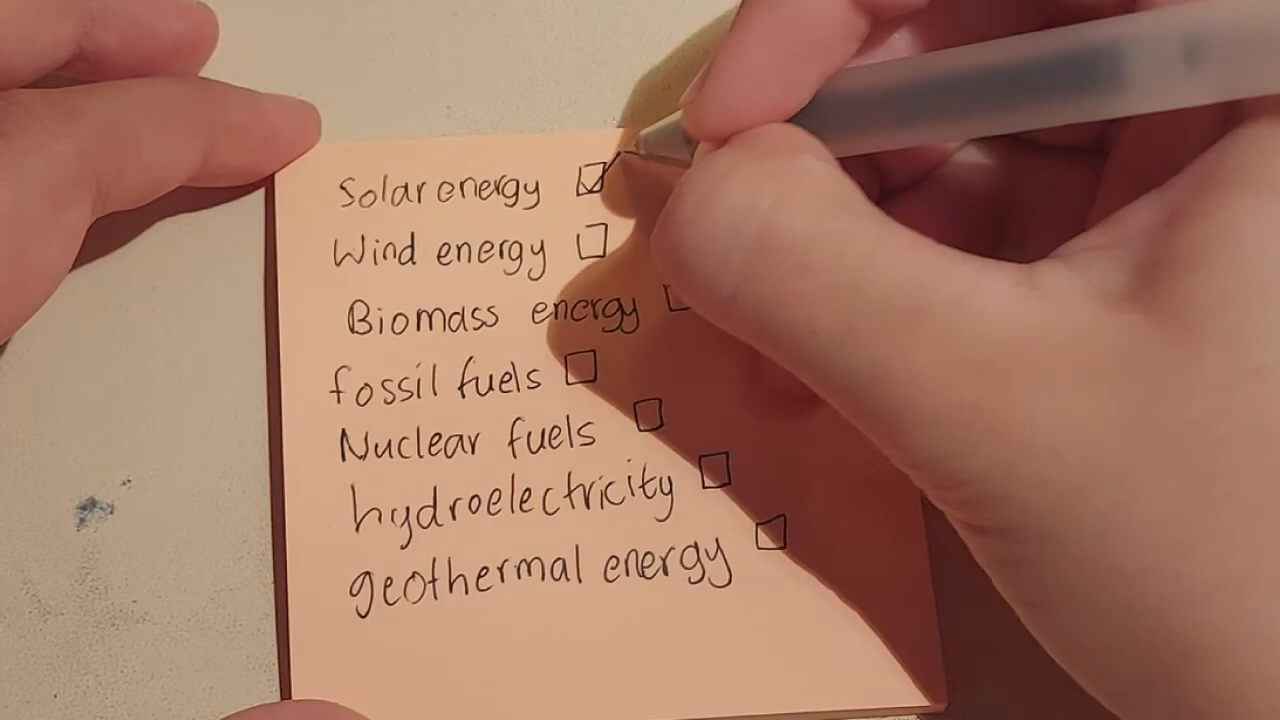 Solar energy ☑
Wind energy ☐
Biomass energy ☐
fossil fuels ☐
Nuclear fuels ☐
hydroelectricity ☐
geothermal energy ☐